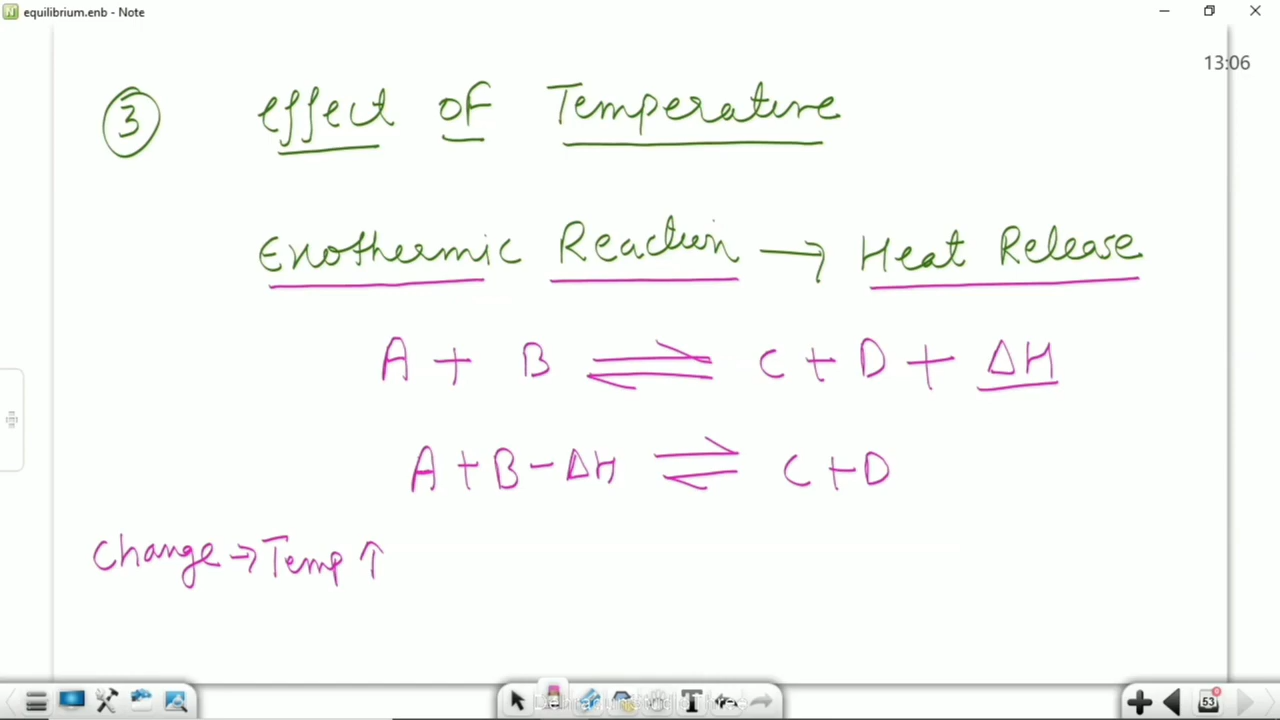 equilibrium.enb - Note
13:06
③ effect of Temperature
Exothermic Reaction → Heat Release
A + B ⇌ C + D + ΔH
A + B - ΔH ⇌ C + D
Change → Temp ↑
53